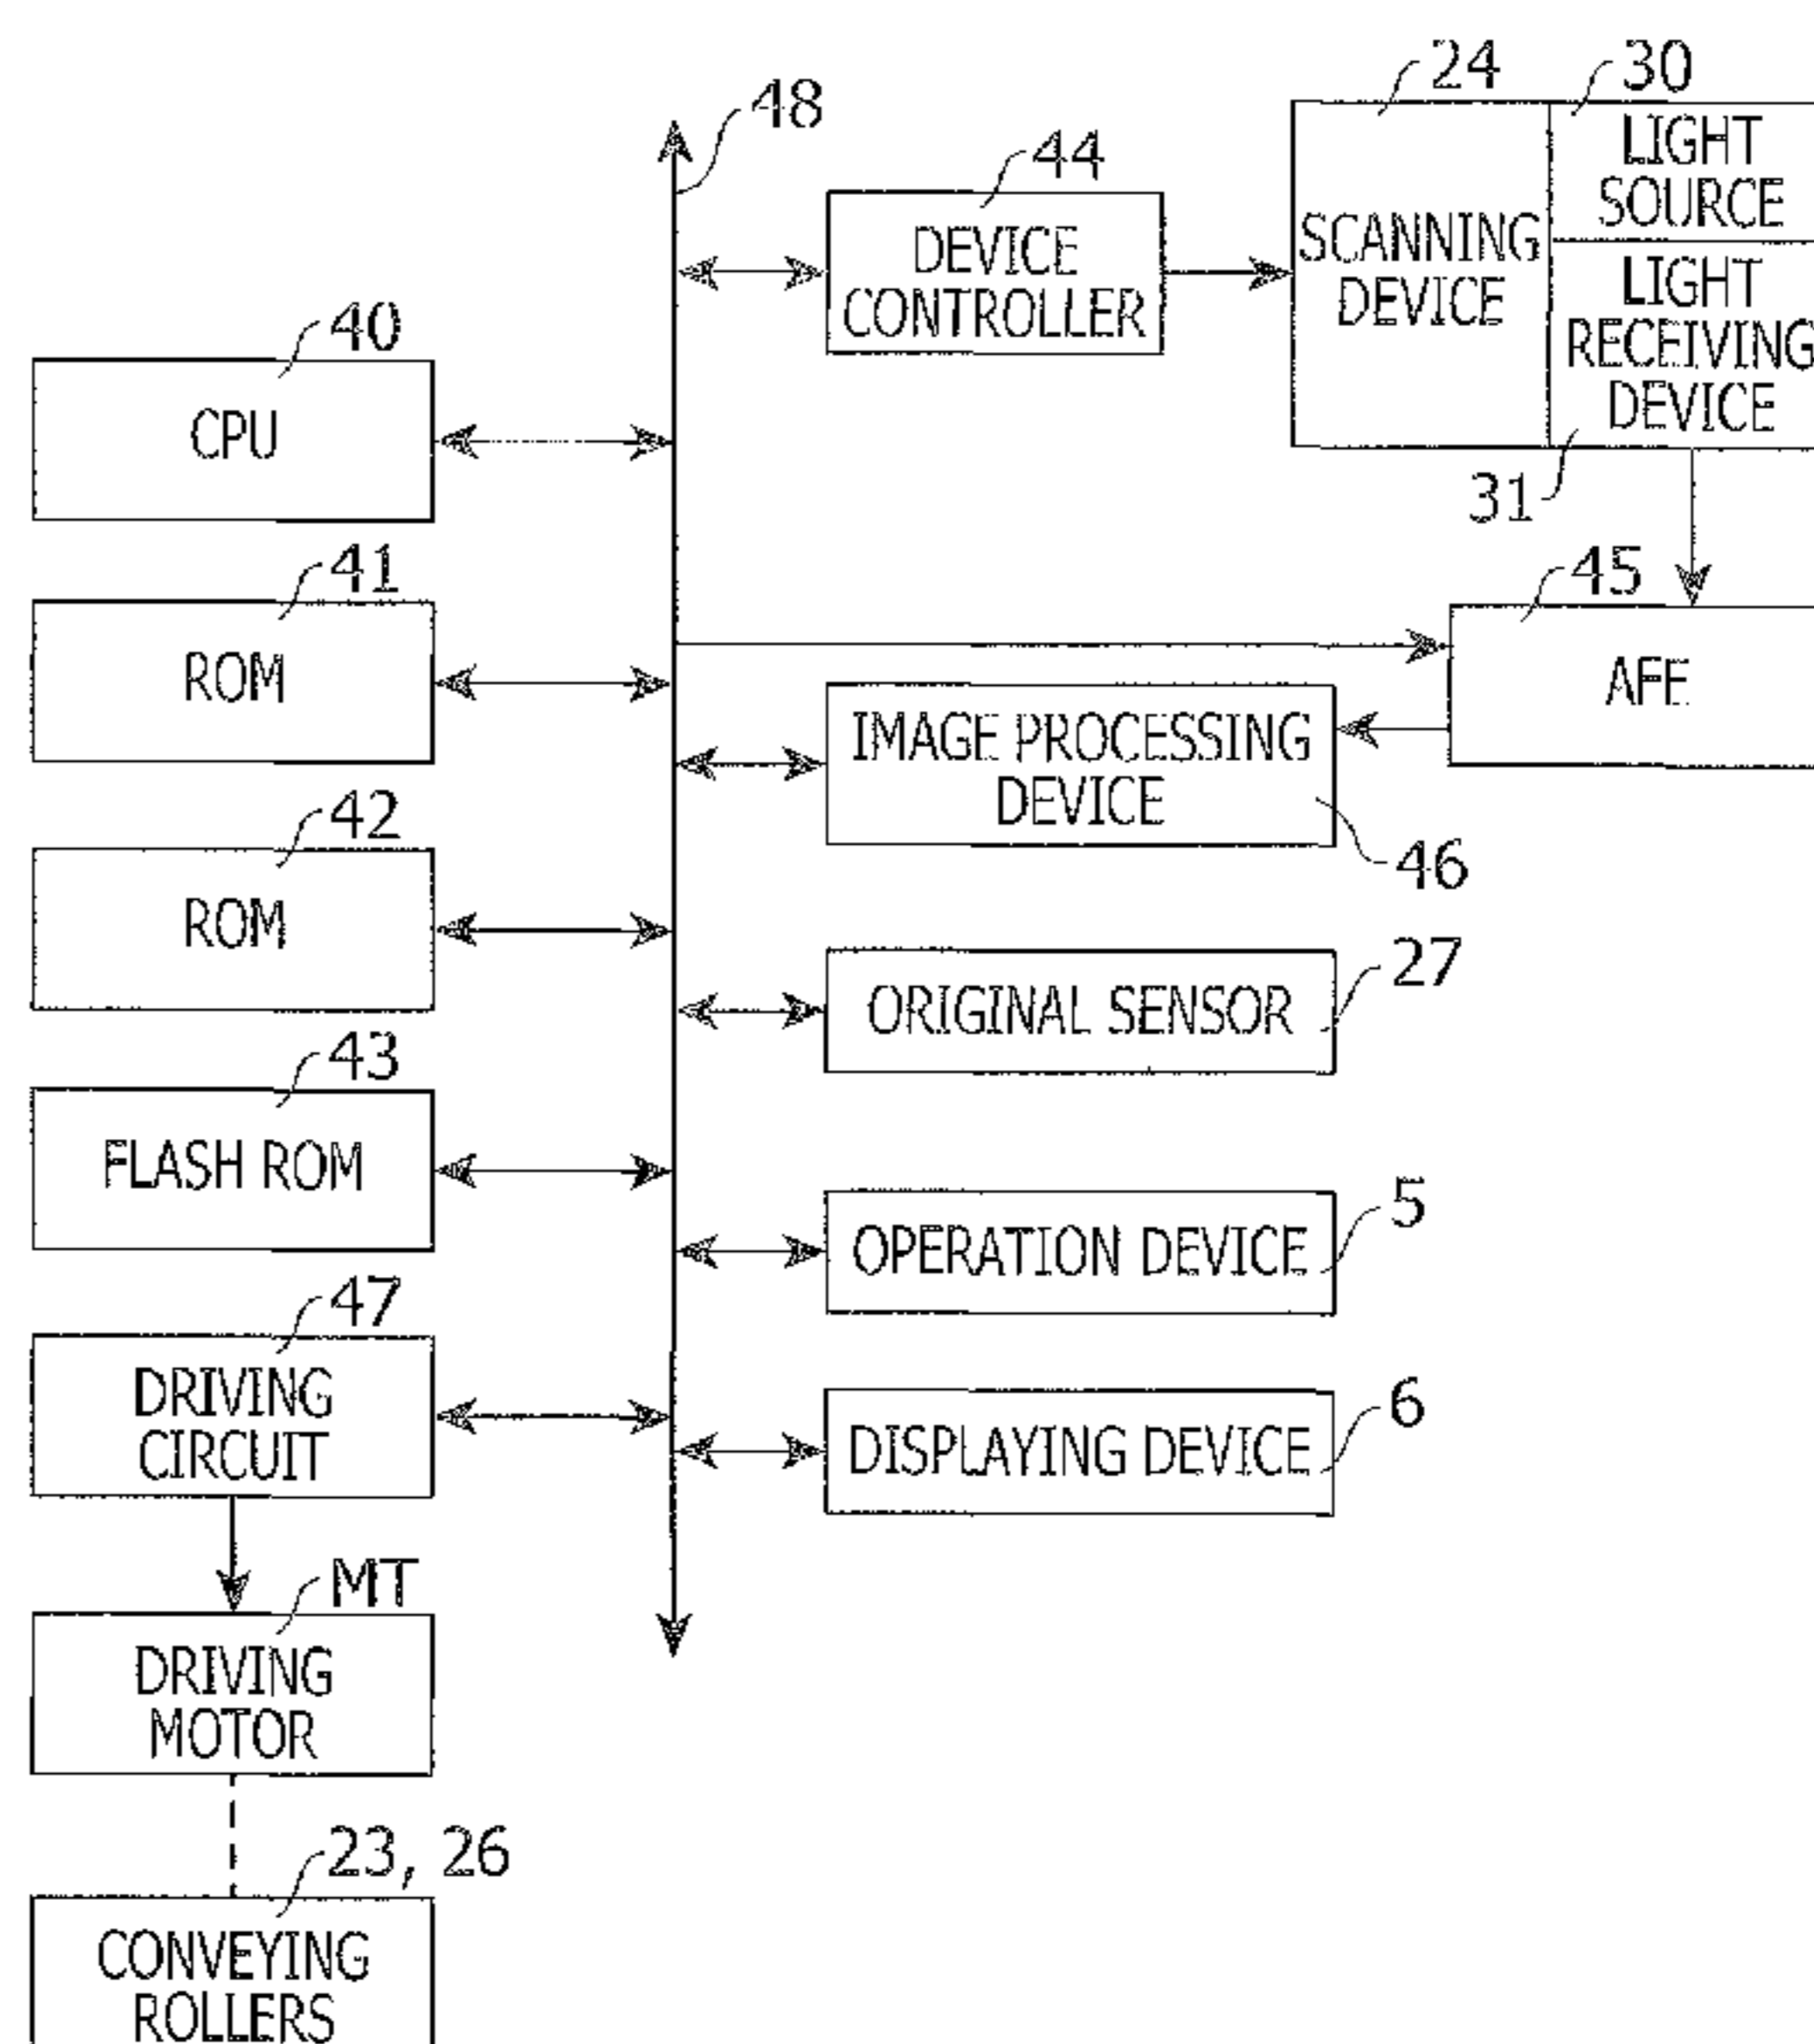 48
44
DEVICE
CONTROLLER
24
30
SCANNING
DEVICE
LIGHT
SOURCE
LIGHT
RECEIVING
DEVICE
31
40
CPU
45
AFE
41
ROM
IMAGE PROCESSING
DEVICE
46
42
ROM
27
ORIGINAL SENSOR
43
FLASH ROM
5
OPERATION DEVICE
47
DRIVING
CIRCUIT
6
DISPLAYING DEVICE
MT
DRIVING
MOTOR
23, 26
CONVEYING
ROLLERS